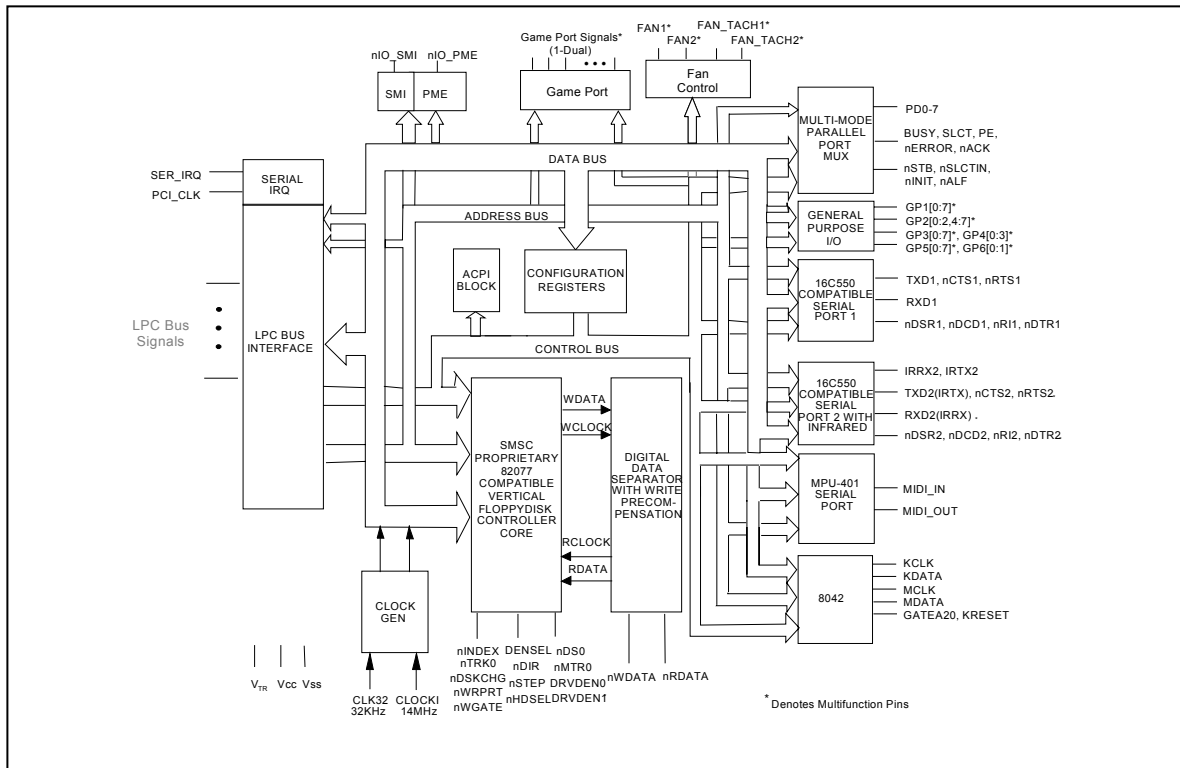 FAN1*
FAN_TACH1*
FAN2*
FAN_TACH2*
Game Port Signals*
(1-Dual)
nIO_SMI
nIO_PME
SMI
PME
Game Port
Fan
Control
MULTI-MODE
PARALLEL
PORT
MUX
PD0-7
BUSY, SLCT, PE,
nERROR, nACK
nSTB, nSLCTIN,
nINIT, nALF
DATA BUS
SER_IRQ
PCI_CLK
SERIAL
IRQ
ADDRESS BUS
GENERAL
PURPOSE
I/O
GP1[0:7]*
GP2[0:2,4:7]*
GP3[0:7]*, GP4[0:3]*
GP5[0:7]*, GP6[0:1]*
ACPI
BLOCK
CONFIGURATION
REGISTERS
16C550
COMPATIBLE
SERIAL
PORT 1
TXD1, nCTS1, nRTS1
RXD1
nDSR1, nDCD1, nRI1, nDTR1
LPC Bus
Signals
LPC BUS
INTERFACE
CONTROL BUS
16C550
COMPATIBLE
SERIAL
PORT 2 WITH
INFRARED
IRRX2, IRTX2
TXD2(IRTX), nCTS2, nRTS2.
RXD2(IRRX) .
nDSR2, nDCD2, nRI2, nDTR2
SMSC
PROPRIETARY
82077
COMPATIBLE
VERTICAL
FLOPPYDISK
CONTROLLER
CORE
WDATA
WCLOCK
RCLOCK
RDATA
DIGITAL
DATA
SEPARATOR
WITH WRITE
PRECOM-
PENSATION
MPU-401
SERIAL
PORT
MIDI_IN
MIDI_OUT
CLOCK
GEN
8042
KCLK
KDATA
MCLK
MDATA
GATEA20, KRESET
VTR
Vcc
Vss
CLK32
32KHz
CLOCKI
14MHz
nINDEX
nTRK0
nDSKCHG
nWRPRT
nWGATE
DENSEL
nDIR
nSTEP
nHDSEL
nDS0
nMTR0
DRVDEN0
DRVDEN1
nWDATA
nRDATA
* Denotes Multifunction Pins